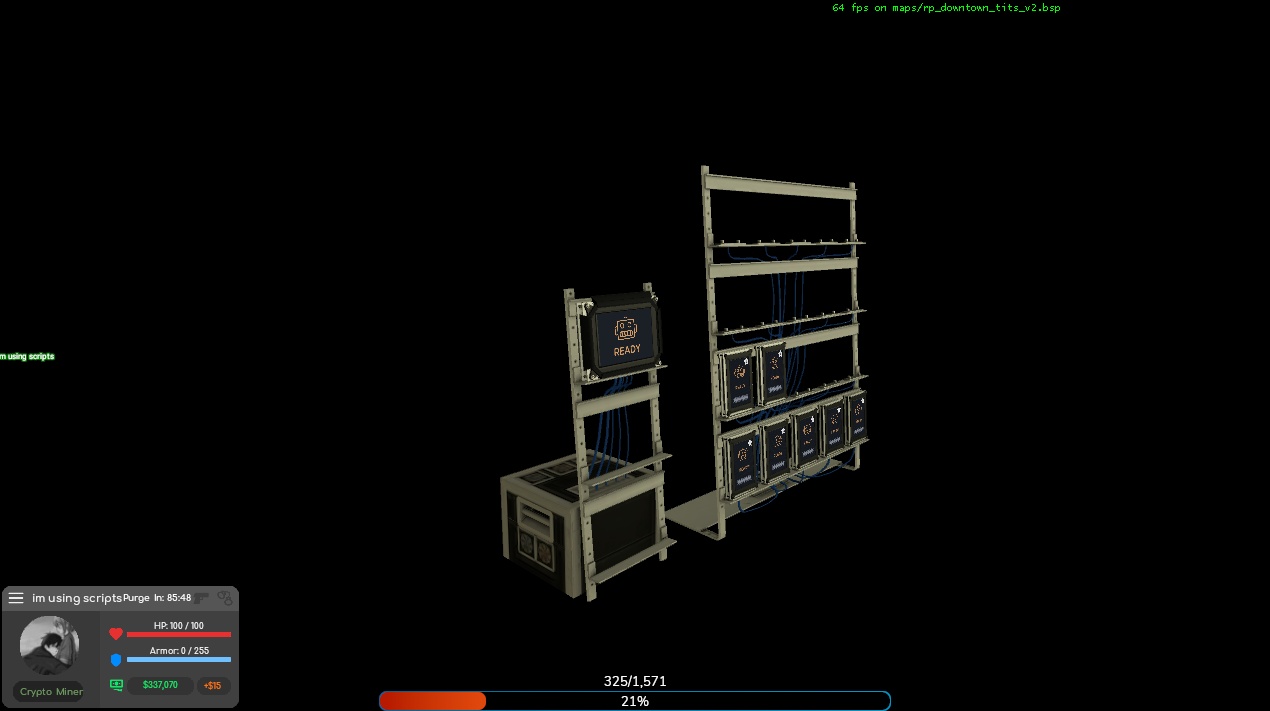 64 fps on maps/rp_downtown_tits_v2.bsp
READY
m using scripts
im using scripts Purge In: 85:48
HP: 100 / 100
Armor: 0 / 255
Crypto Miner
$337,070
+$15
325/1,571
21%